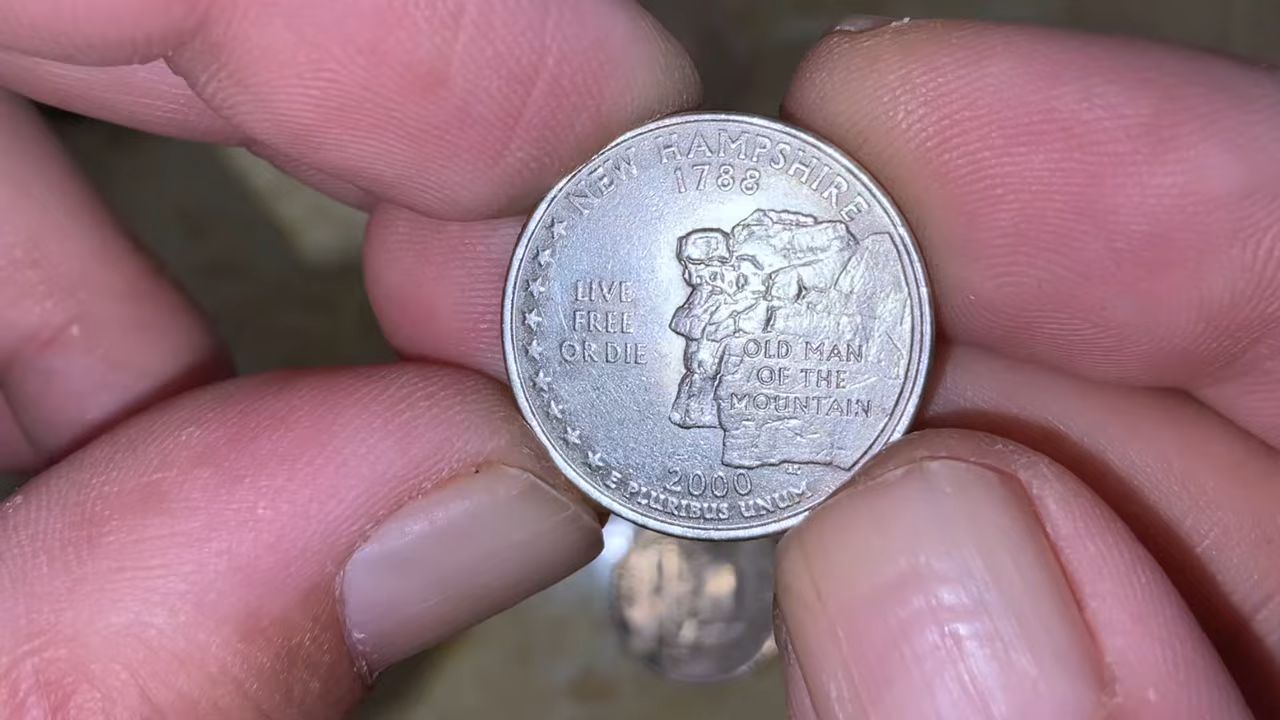 NEW HAMPSHIRE
1788
LIVE
FREE
OR DIE
OLD MAN
OF THE
MOUNTAIN
2000
E PLURIBUS UNUM